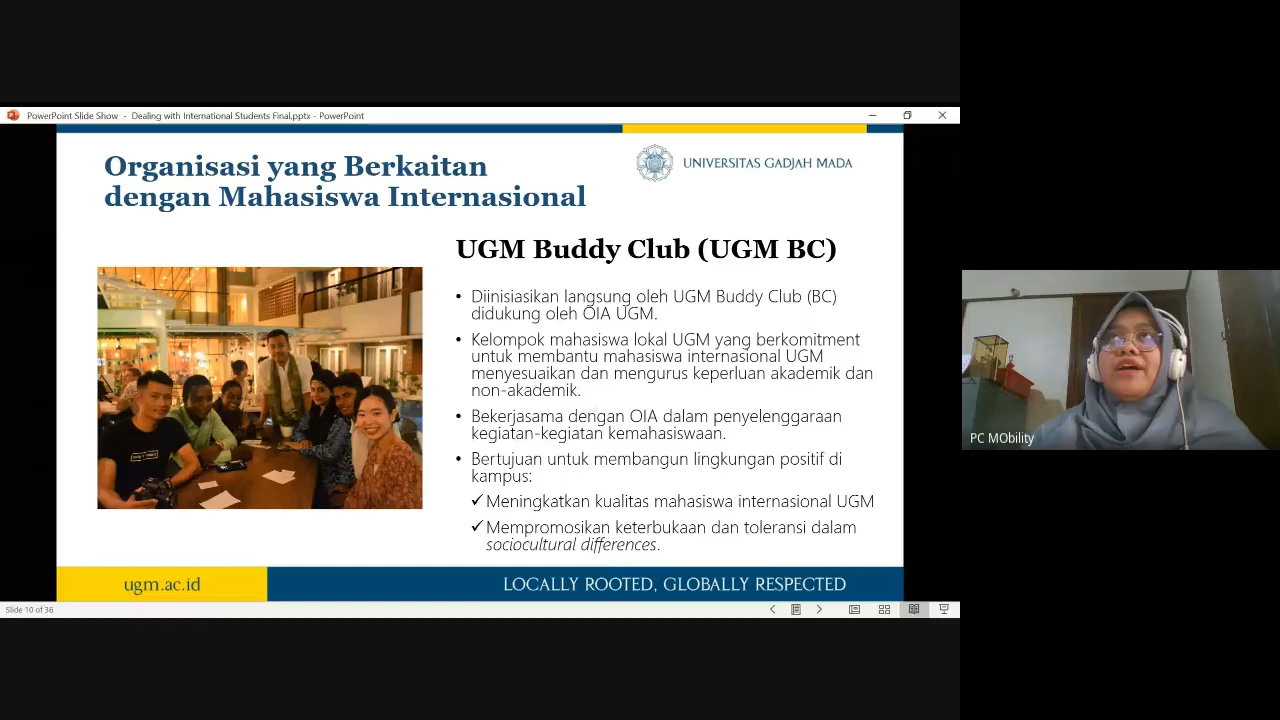 PowerPoint Slide Show - Dealing with International Students Final.pptx - PowerPoint
Organisasi yang Berkaitan
dengan Mahasiswa Internasional
UNIVERSITAS GADJAH MADA
UGM Buddy Club (UGM BC)
• Diinisiasikan langsung oleh UGM Buddy Club (BC)
didukung oleh OIA UGM.
• Kelompok mahasiswa lokal UGM yang berkomitment
untuk membantu mahasiswa internasional UGM
menyesuaikan dan mengurus keperluan akademik dan
non-akademik.
• Bekerjasama dengan OIA dalam penyelenggaraan
kegiatan-kegiatan kemahasiswaan.
• Bertujuan untuk membangun lingkungan positif di
kampus:
✓ Meningkatkan kualitas mahasiswa internasional UGM
✓ Mempromosikan keterbukaan dan toleransi dalam
sociocultural differences.
ugm.ac.id
LOCALLY ROOTED, GLOBALLY RESPECTED
Slide 10 of 36
PC MObility